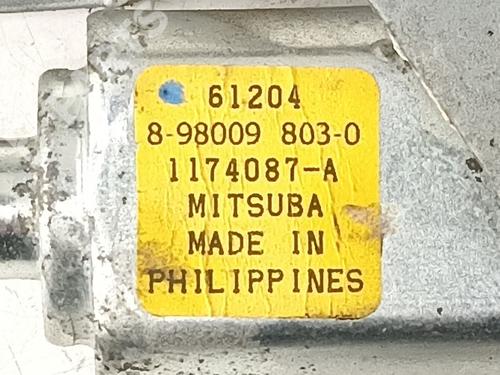 61204
8-98009 803-0
1174087-A
MITSUBA
MADE IN
PHILIPPINES